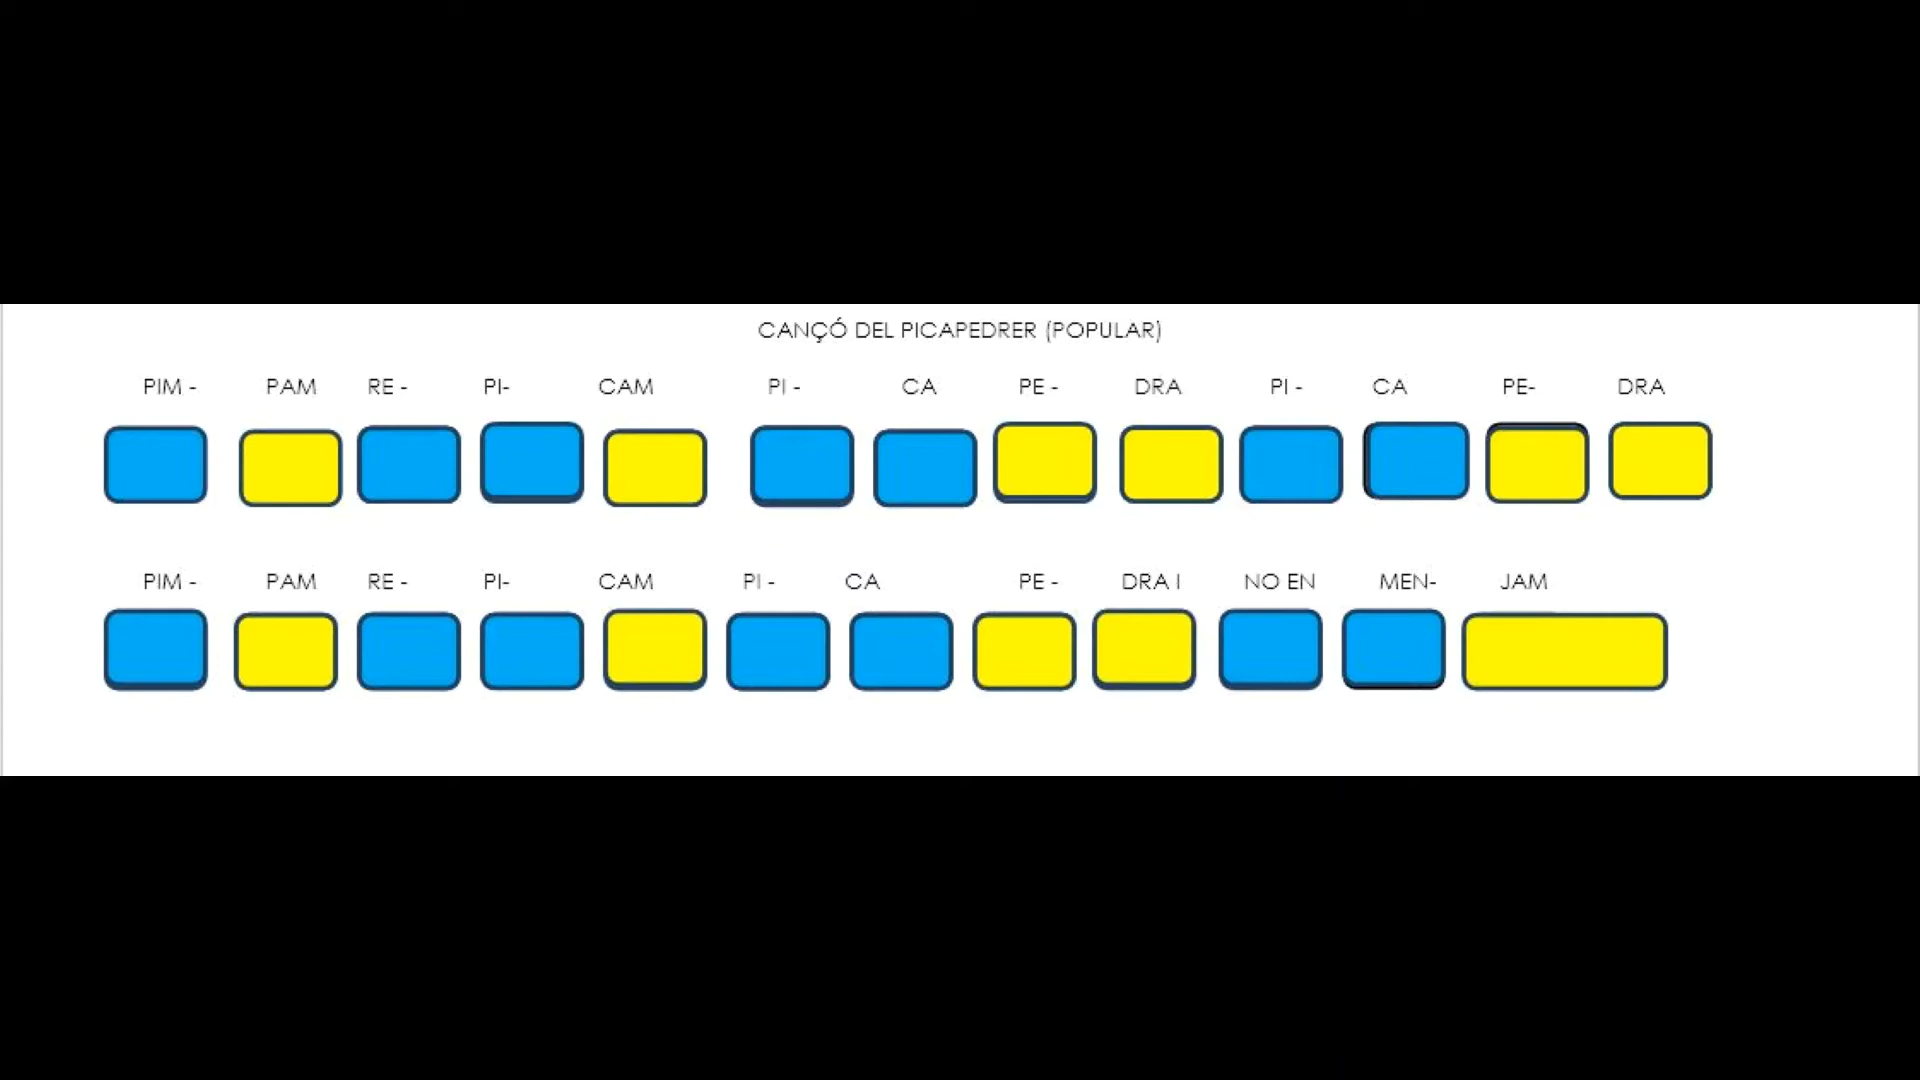 CANÇÓ DEL PICAPEDRER (POPULAR)
PIM - PAM RE - PI- CAM PI - CA PE - DRA PI - CA PE- DRA
PIM - PAM RE - PI- CAM PI - CA PE - DRA I NO EN MEN- JAM